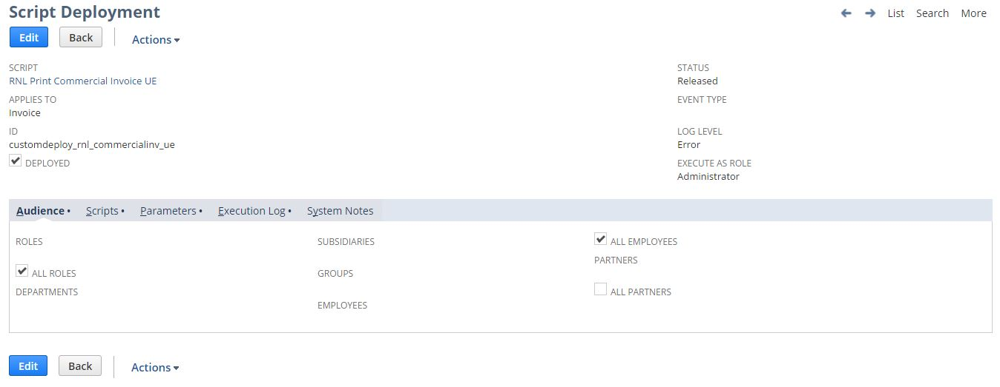 Script Deployment
List Search More
Edit Back Actions
SCRIPT
RNL Print Commercial Invoice UE
APPLIES TO
Invoice
ID
customdeploy_rnl_commercialinv_ue
DEPLOYED
STATUS
Released
EVENT TYPE
LOG LEVEL
Error
EXECUTE AS ROLE
Administrator
Audience • Scripts • Parameters • Execution Log • System Notes
ROLES
ALL ROLES
DEPARTMENTS
SUBSIDIARIES
GROUPS
EMPLOYEES
ALL EMPLOYEES
PARTNERS
ALL PARTNERS
Edit Back Actions